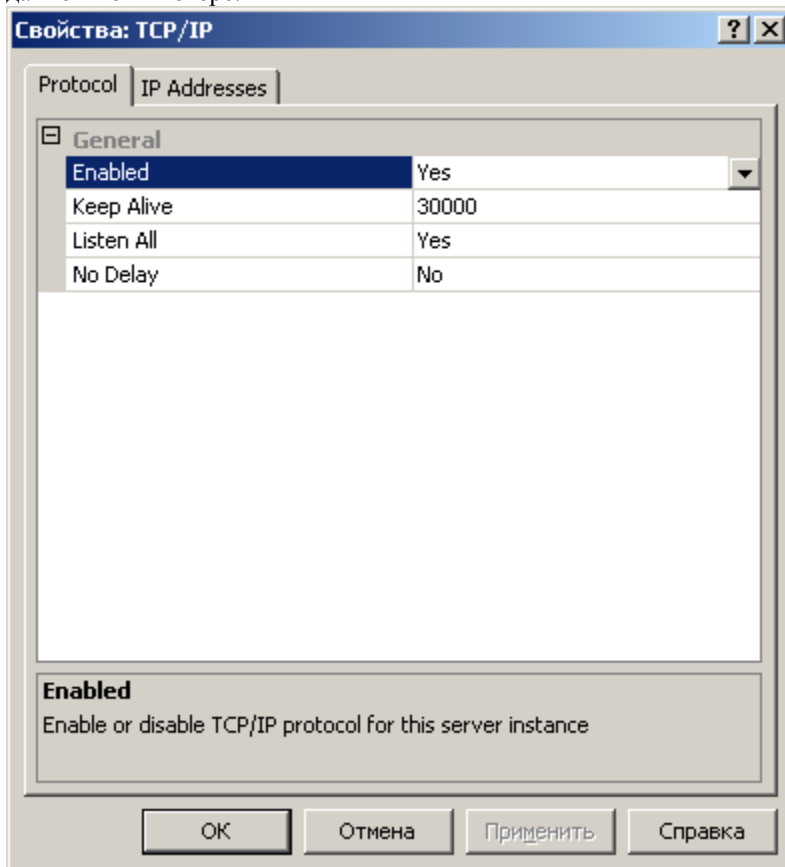 Свойства: TCP/IP
Protocol IP Addresses
General
Enabled Yes
Keep Alive 30000
Listen All Yes
No Delay No
Enabled
Enable or disable TCP/IP protocol for this server instance
OK Отмена Применить Справка